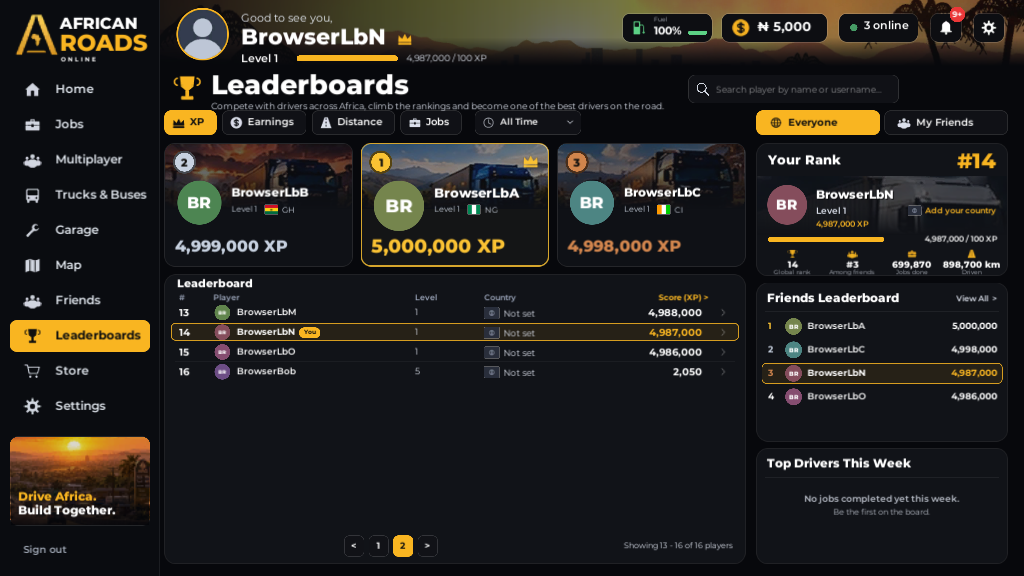 AFRICAN
ROADS
ONLINE
Home
Jobs
Multiplayer
Trucks & Buses
Garage
Map
Friends
Leaderboards
Store
Settings
Drive Africa.
Build Together.
Sign out
Good to see you,
BrowserLbN
Level 1
4,987,000 / 100 XP
Fuel
100%
₦ 5,000
3 online
9+
Leaderboards
Compete with drivers across Africa, climb the rankings and become one of the best drivers on the road.
Search player by name or username...
XP
Earnings
Distance
Jobs
All Time
Everyone
My Friends
2
BR
BrowserLbB
Level 1 GH
4,999,000 XP
1
BR
BrowserLbA
Level 1 NG
5,000,000 XP
3
BR
BrowserLbC
Level 1 CI
4,998,000 XP
Leaderboard
# Player Level Country Score (XP) >
13 BR BrowserLbM 1 Not set 4,988,000 >
14 BR BrowserLbN You 1 Not set 4,987,000 >
15 BR BrowserLbO 1 Not set 4,986,000 >
16 BR BrowserBob 5 Not set 2,050 >
< 1 2 >
Showing 13 - 16 of 16 players
Your Rank #14
BR
BrowserLbN
Level 1
Add your country
4,987,000 XP
4,987,000 / 100 XP
14 #3 699,870 898,700 km
Global rank Among friends Jobs done Driven
Friends Leaderboard View All >
1 BR BrowserLbA 5,000,000
2 BR BrowserLbC 4,998,000
3 BR BrowserLbN 4,987,000
4 BR BrowserLbO 4,986,000
Top Drivers This Week
No jobs completed yet this week.
Be the first on the board.